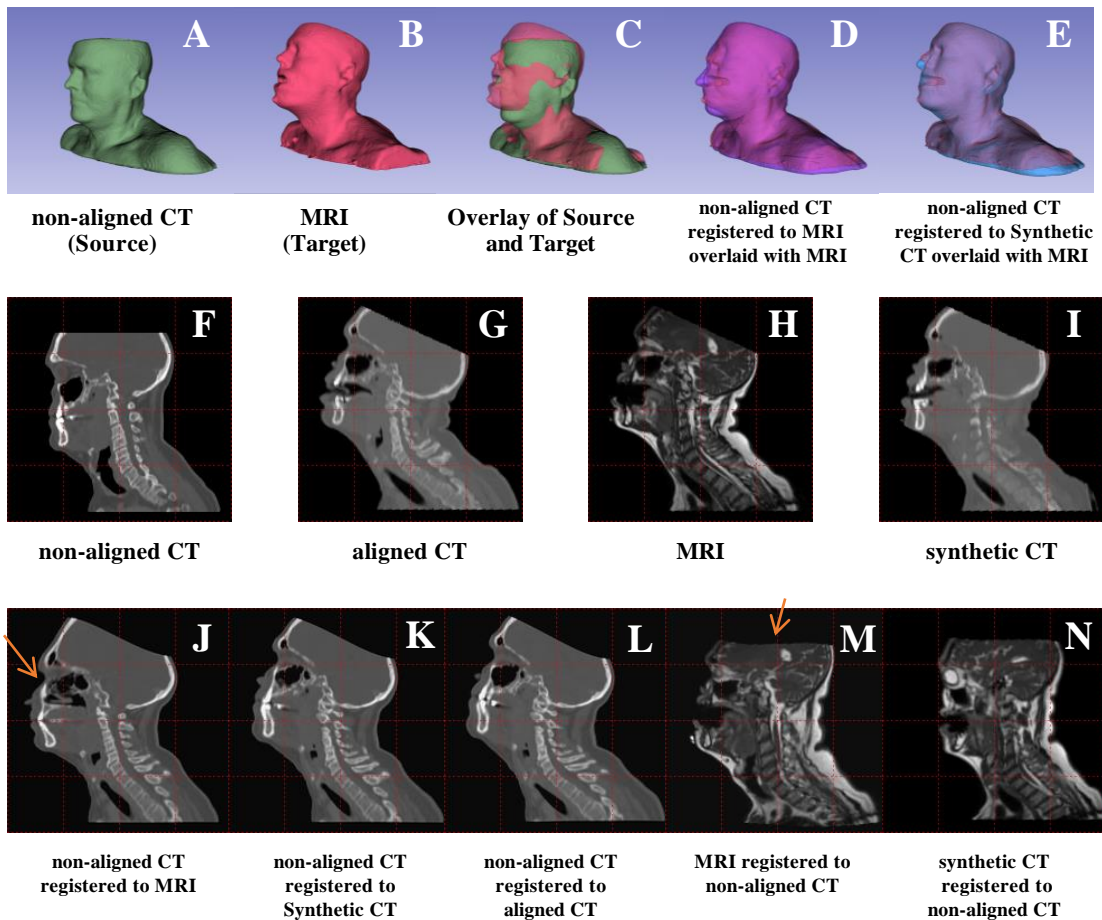 A
B
C
D
E
non-aligned CT
(Source)
MRI
(Target)
Overlay of Source
and Target
non-aligned CT
registered to MRI
overlaid with MRI
non-aligned CT
registered to Synthetic
CT overlaid with MRI
F
G
H
I
non-aligned CT
aligned CT
MRI
synthetic CT
J
K
L
M
N
non-aligned CT
registered to MRI
non-aligned CT
registered to
Synthetic CT
non-aligned CT
registered to
aligned CT
MRI registered to
non-aligned CT
synthetic CT
registered to
non-aligned CT